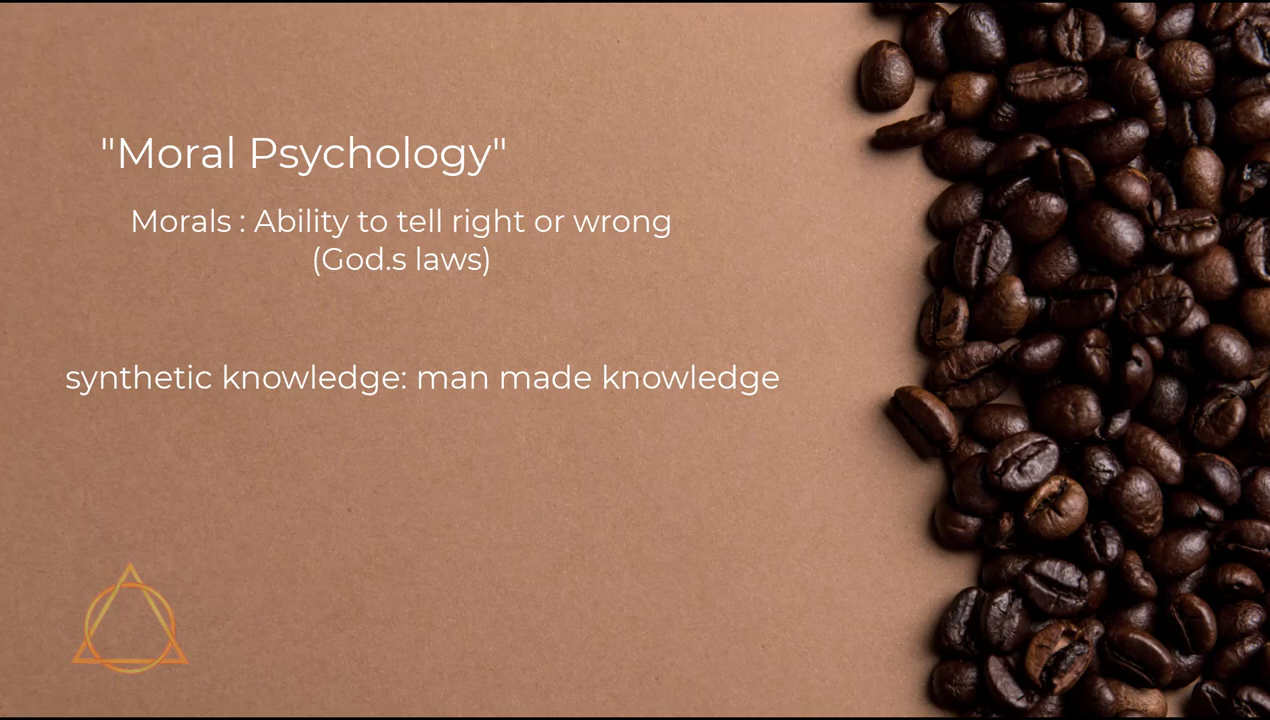 "Moral Psychology"
Morals : Ability to tell right or wrong
(God.s laws)
synthetic knowledge: man made knowledge